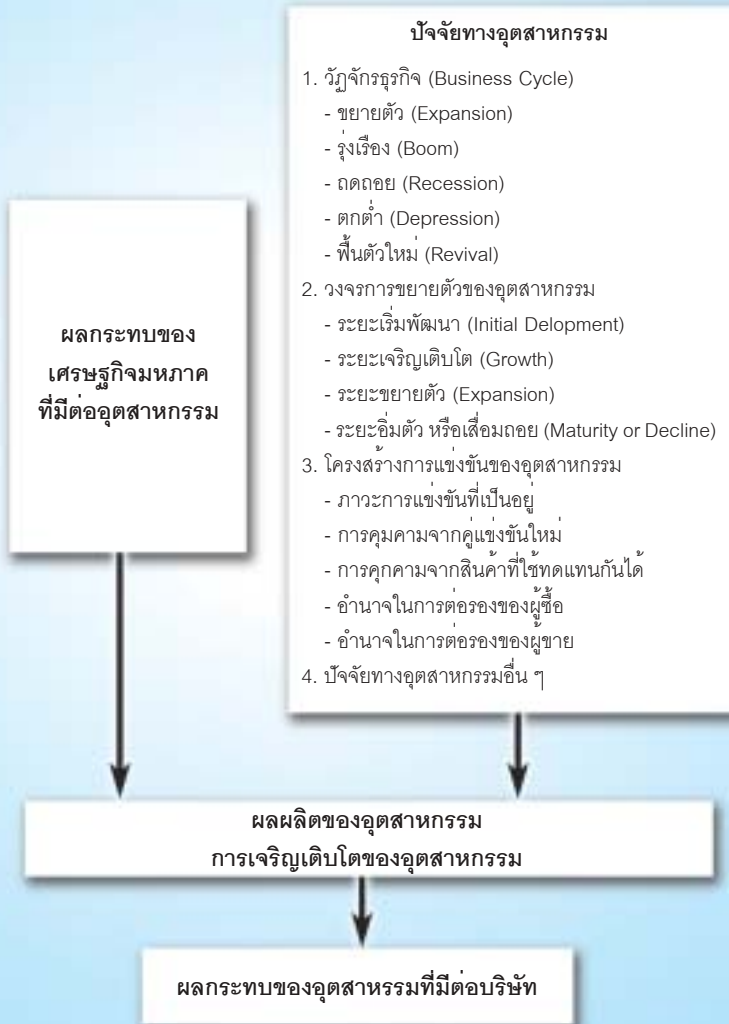 ปัจจัยทางอุตสาหกรรม
1. วัฏจักรธุรกิจ (Business Cycle)
- ขยายตัว (Expansion)
- รุ่งเรือง (Boom)
- ถดถอย (Recession)
- ตกต่ำ (Depression)
- ฟื้นตัวใหม่ (Revival)
2. วงจรการขยายตัวของอุตสาหกรรม
- ระยะเริ่มพัฒนา (Initial Delopment)
- ระยะเจริญเติบโต (Growth)
- ระยะขยายตัว (Expansion)
- ระยะอิ่มตัว หรือเสื่อมถอย (Maturity or Decline)
3. โครงสร้างการแข่งขันของอุตสาหกรรม
- ภาวะการแข่งขันที่เป็นอยู่
- การคุมคามจากคู่แข่งขันใหม่
- การคุกคามจากสินค้าที่ใช้ทดแทนกันได้
- อำนาจในการต่อรองของผู้ซื้อ
- อำนาจในการต่อรองของผู้ขาย
4. ปัจจัยทางอุตสาหกรรมอื่น ๆ
ผลกระทบของ
เศรษฐกิจมหภาค
ที่มีต่ออุตสาหกรรม
ผลผลิตของอุตสาหกรรม
การเจริญเติบโตของอุตสาหกรรม
ผลกระทบของอุตสาหรรมที่มีต่อบริษัท